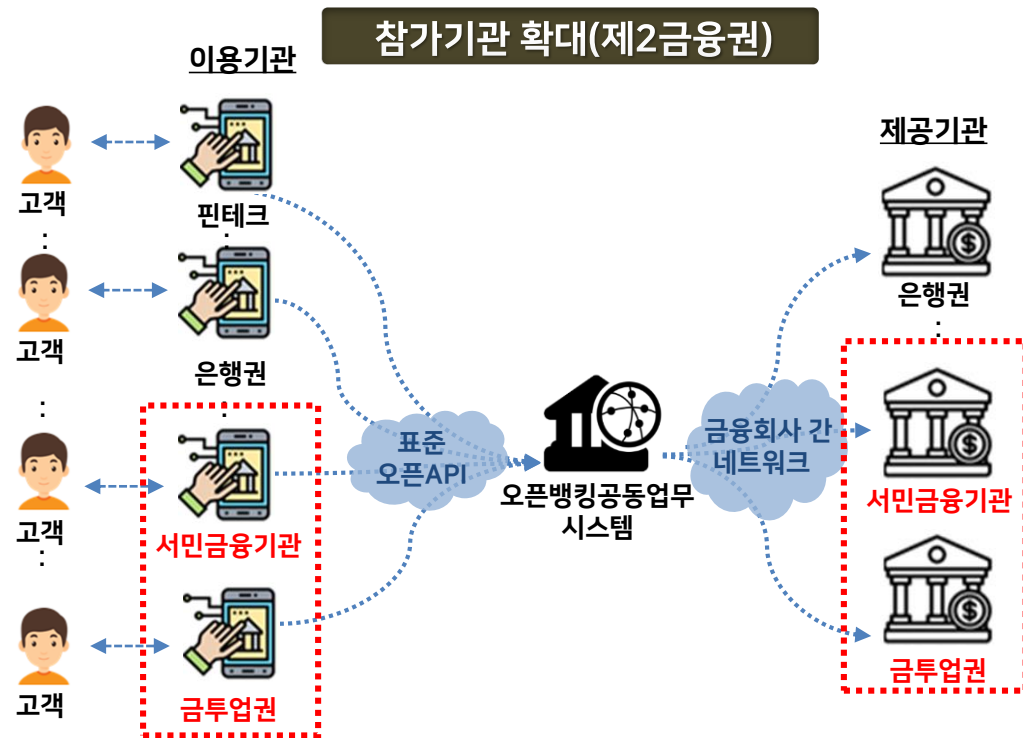 참가기관 확대(제2금융권)
이용기관
제공기관
고객
핀테크
고객
은행권
고객
서민금융기관
고객
금투업권
표준
오픈API
오픈뱅킹공동업무
시스템
금융회사 간
네트워크
은행권
서민금융기관
금투업권